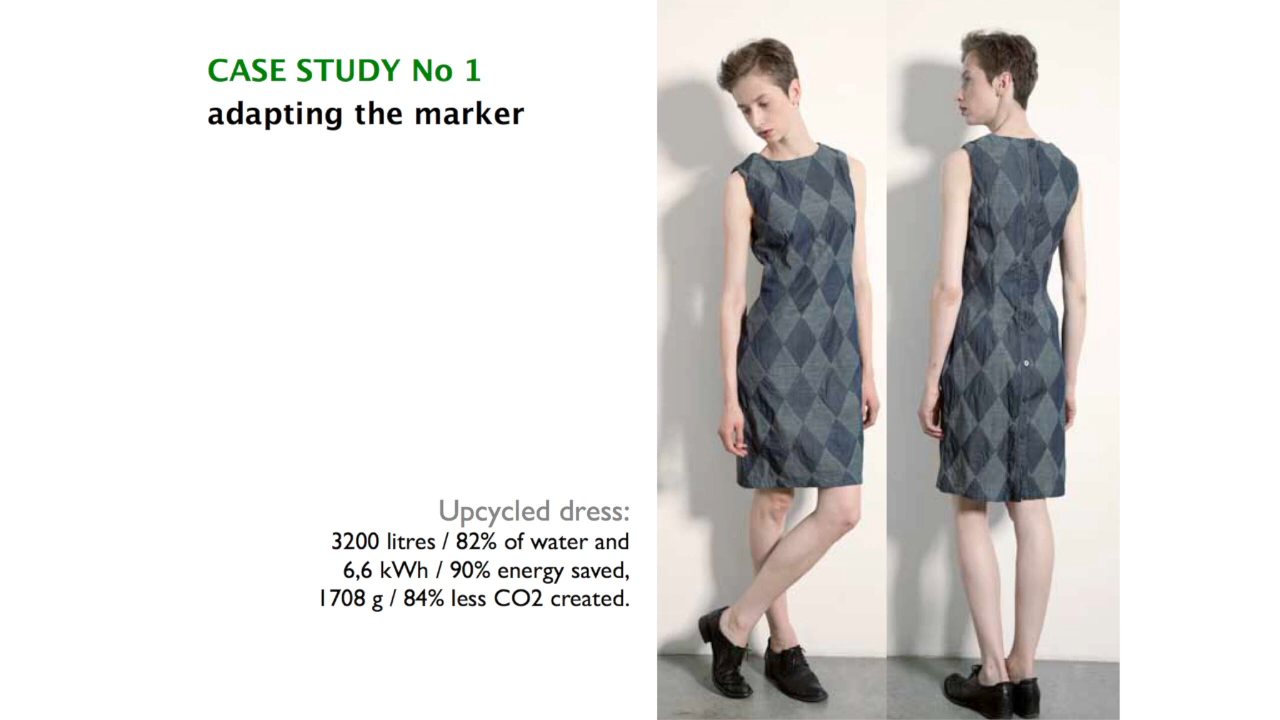 CASE STUDY No 1
adapting the marker
Upcycled dress:
3200 litres / 82% of water and
6,6 kWh / 90% energy saved,
1708 g / 84% less CO2 created.